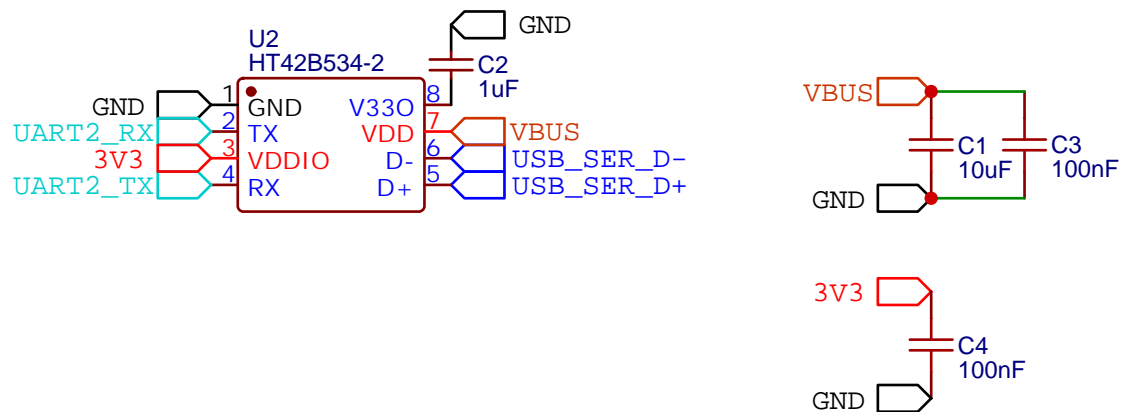 GND
U2
HT42B534-2
C2
1uF
GND 1 GND V33O 8
UART2_RX 2 TX VDD 7 VBUS
3V3 3 VDDIO D- 6 USB_SER_D-
UART2_TX 4 RX D+ 5 USB_SER_D+
VBUS
C1
10uF
C3
100nF
GND
3V3
C4
100nF
GND